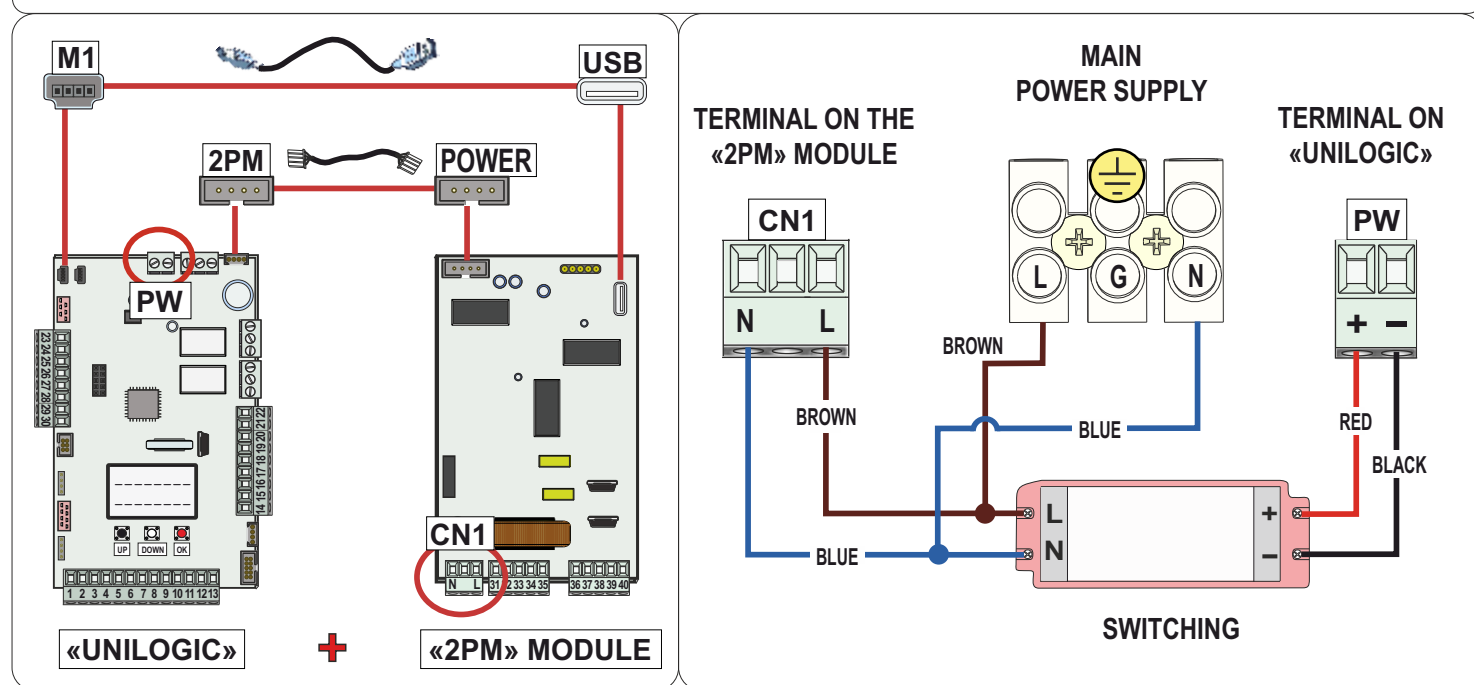 M1
USB
2PM
POWER
PW
23 24 25 26 27 28 29 30
14 15 16 17 18 19 20 21 22
UP
DOWN
OK
1 2 3 4 5 6 7 8 9 10 11 12 13
CN1
N L
31 32 33 34 35
36 37 38 39 40
«UNILOGIC»
+
«2PM» MODULE
MAIN
POWER SUPPLY
TERMINAL ON THE
«2PM» MODULE
TERMINAL ON
«UNILOGIC»
CN1
PW
L G N
N L
+ −
BROWN
BROWN
BLUE
RED
BLACK
BLUE
L
N
+
−
SWITCHING